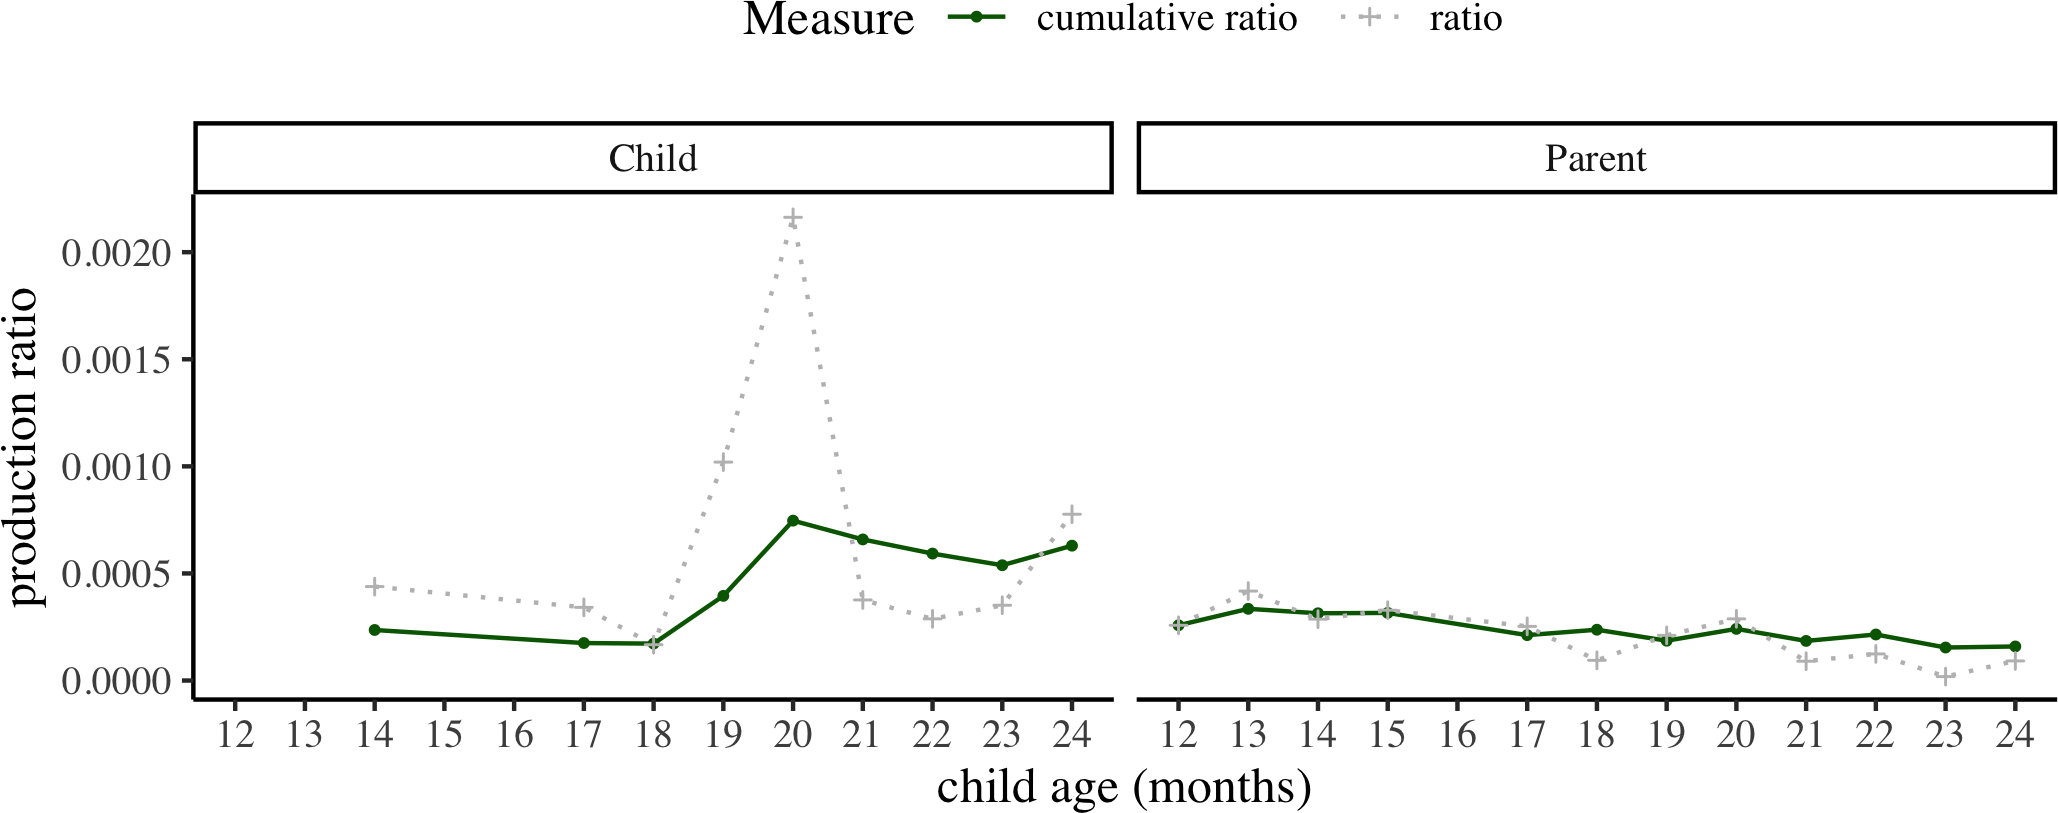 Measure cumulative ratio ratio
Child Parent
production ratio
0.0020
0.0015
0.0010
0.0005
0.0000
12 13 14 15 16 17 18 19 20 21 22 23 24 12 13 14 15 16 17 18 19 20 21 22 23 24
child age (months)